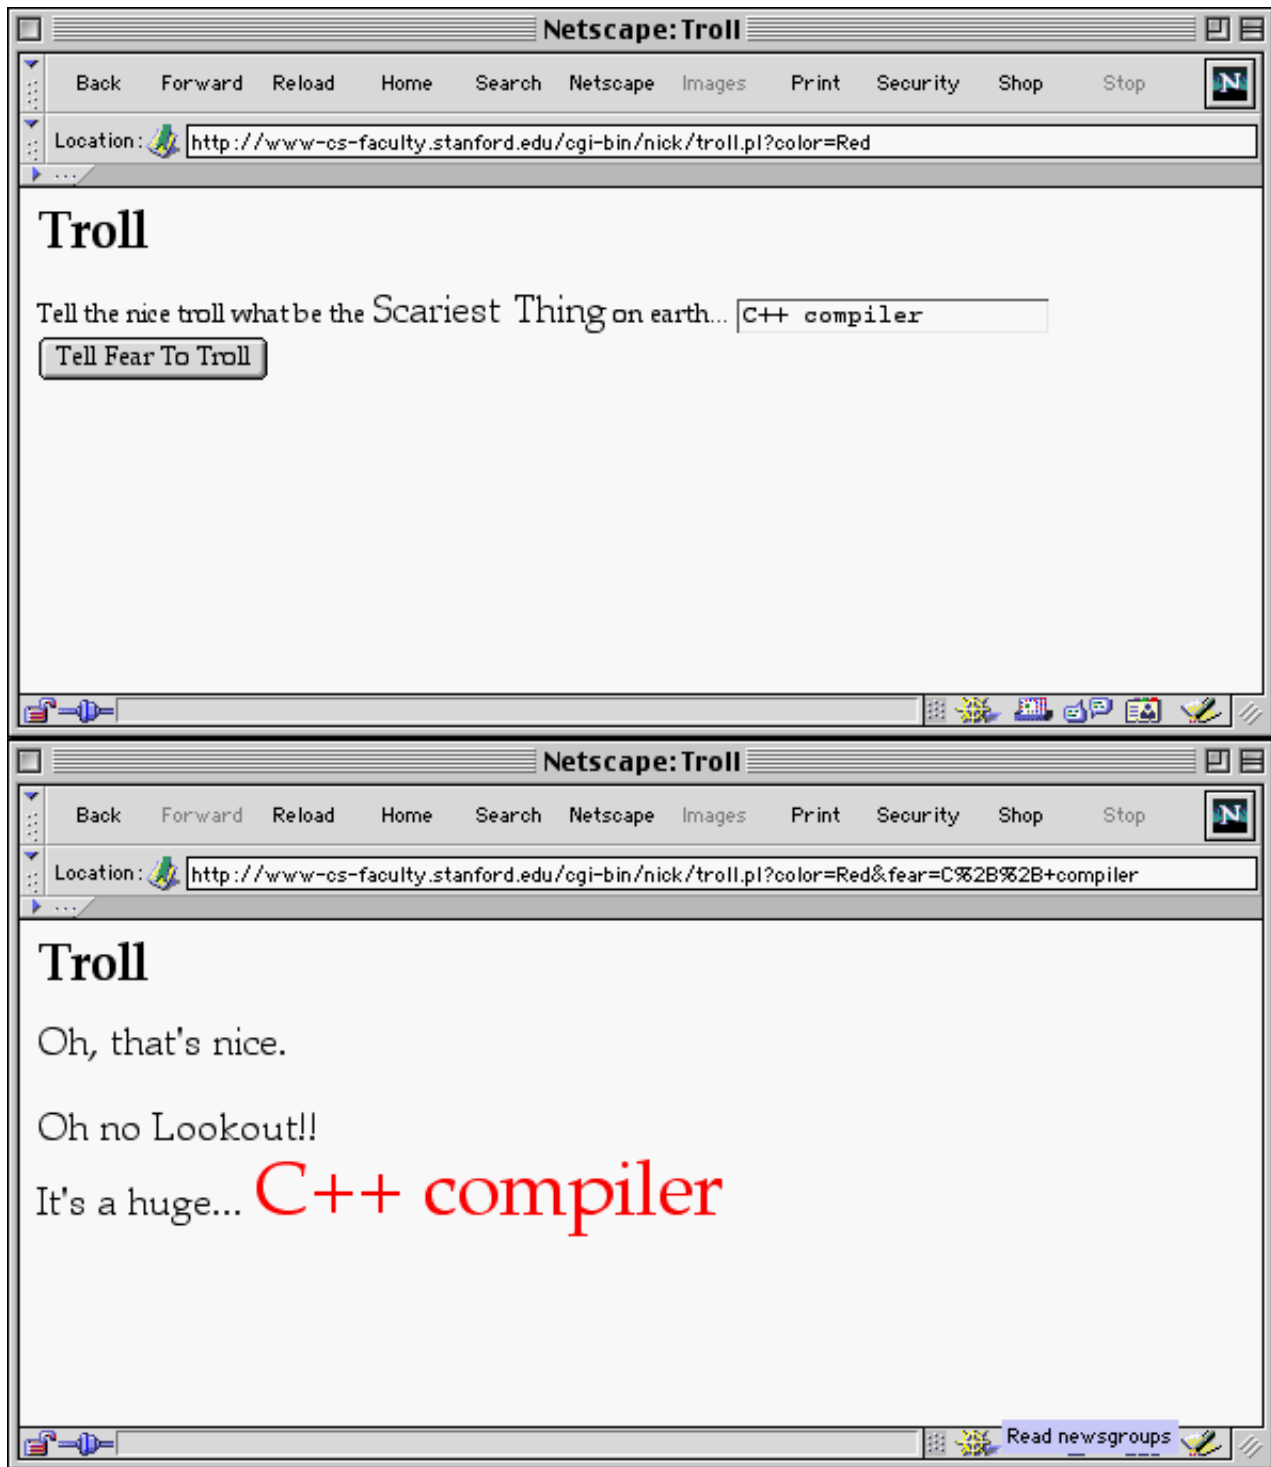 Netscape: Troll
Back Forward Reload Home Search Netscape Images Print Security Shop Stop N
Location: http://www-cs-faculty.stanford.edu/cgi-bin/nick/troll.pl?color=Red
...
Troll
Tell the nice troll what be the Scariest Thing on earth... C++ compiler
Tell Fear To Troll
Netscape: Troll
Back Forward Reload Home Search Netscape Images Print Security Shop Stop N
Location: http://www-cs-faculty.stanford.edu/cgi-bin/nick/troll.pl?color=Red&fear=C%2B%2B+compiler
...
Troll
Oh, that's nice.
Oh no Lookout!!
It's a huge... C++ compiler
Read newsgroups